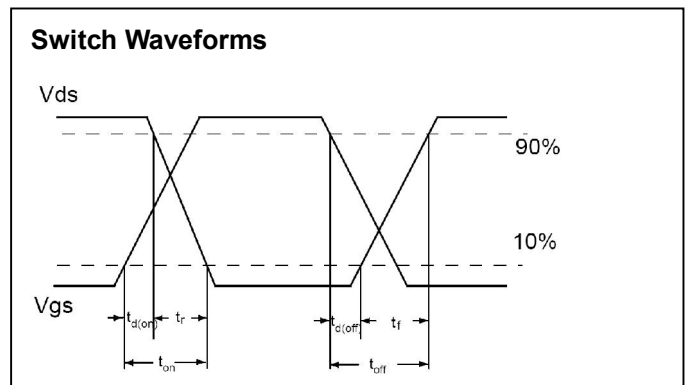 Switch Waveforms
Vds
90%
10%
Vgs
td(on) tr td(off) tf
ton toff